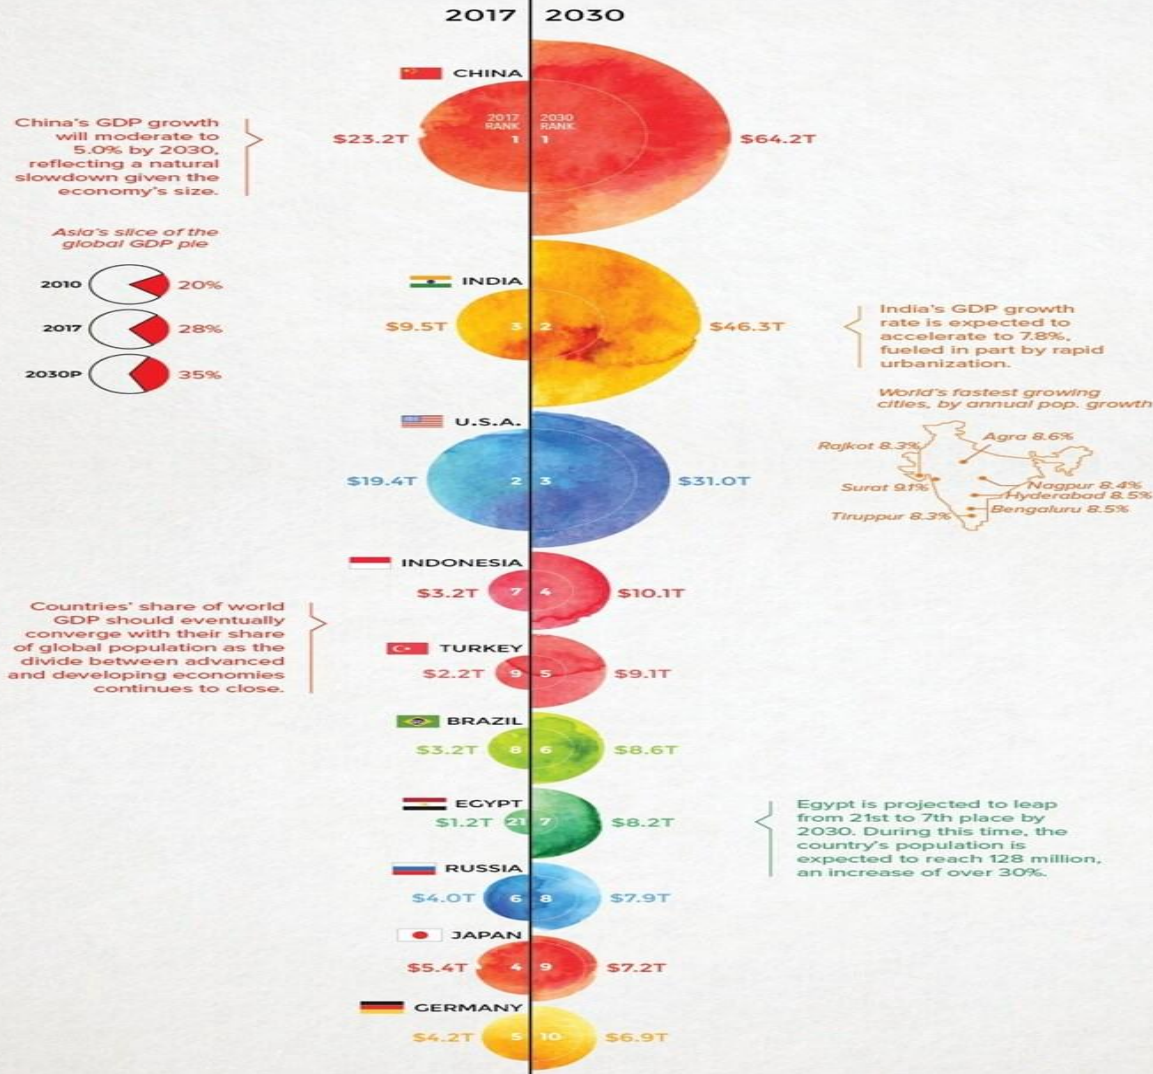 2017 2030
CHINA
2017 RANK 2030 RANK
$23.2T 1 1 $64.2T
China's GDP growth
will moderate to
5.0% by 2030,
reflecting a natural
slowdown given the
economy's size.
Asia's slice of the
global GDP pie
2010 20%
2017 28%
2030P 35%
INDIA
$9.5T 3 2 $46.3T
India's GDP growth
rate is expected to
accelerate to 7.8%,
fueled in part by rapid
urbanization.
World's fastest growing
cities, by annual pop. growth
Rajkot 8.3% Agra 8.6%
Surat 9.1% Nagpur 8.4%
Hyderabad 8.5%
Tiruppur 8.3% Bengaluru 8.5%
U.S.A.
$19.4T 2 3 $31.0T
INDONESIA
$3.2T 7 4 $10.1T
Countries' share of world
GDP should eventually
converge with their share
of global population as the
divide between advanced
and developing economies
continues to close.
TURKEY
$2.2T 9 5 $9.1T
BRAZIL
$3.2T 8 6 $8.6T
EGYPT
$1.2T 21 7 $8.2T
Egypt is projected to leap
from 21st to 7th place by
2030. During this time, the
country's population is
expected to reach 128 million,
an increase of over 30%.
RUSSIA
$4.0T 6 8 $7.9T
JAPAN
$5.4T 4 9 $7.2T
GERMANY
$4.2T 5 10 $6.9T